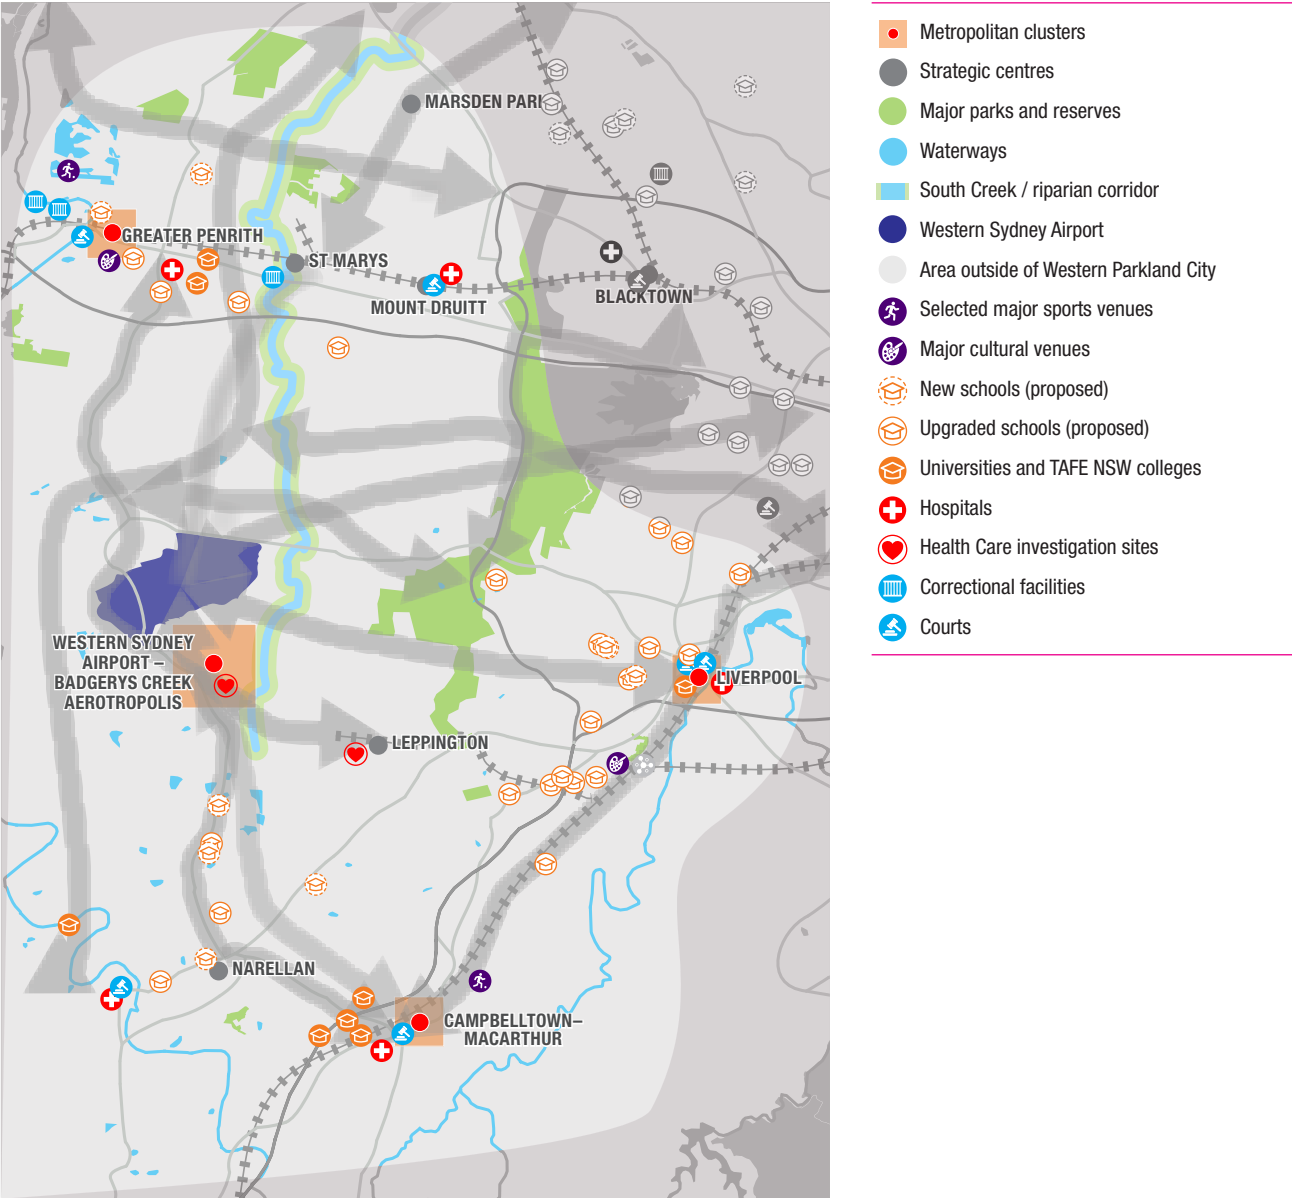 MARSDEN PARK
GREATER PENRITH
ST MARYS
MOUNT DRUITT
BLACKTOWN
WESTERN SYDNEY
AIRPORT –
BADGERYS CREEK
AEROTROPOLIS
LIVERPOOL
LEPPINGTON
NARELLAN
CAMPBELLTOWN–
MACARTHUR
Metropolitan clusters
Strategic centres
Major parks and reserves
Waterways
South Creek / riparian corridor
Western Sydney Airport
Area outside of Western Parkland City
Selected major sports venues
Major cultural venues
New schools (proposed)
Upgraded schools (proposed)
Universities and TAFE NSW colleges
Hospitals
Health Care investigation sites
Correctional facilities
Courts